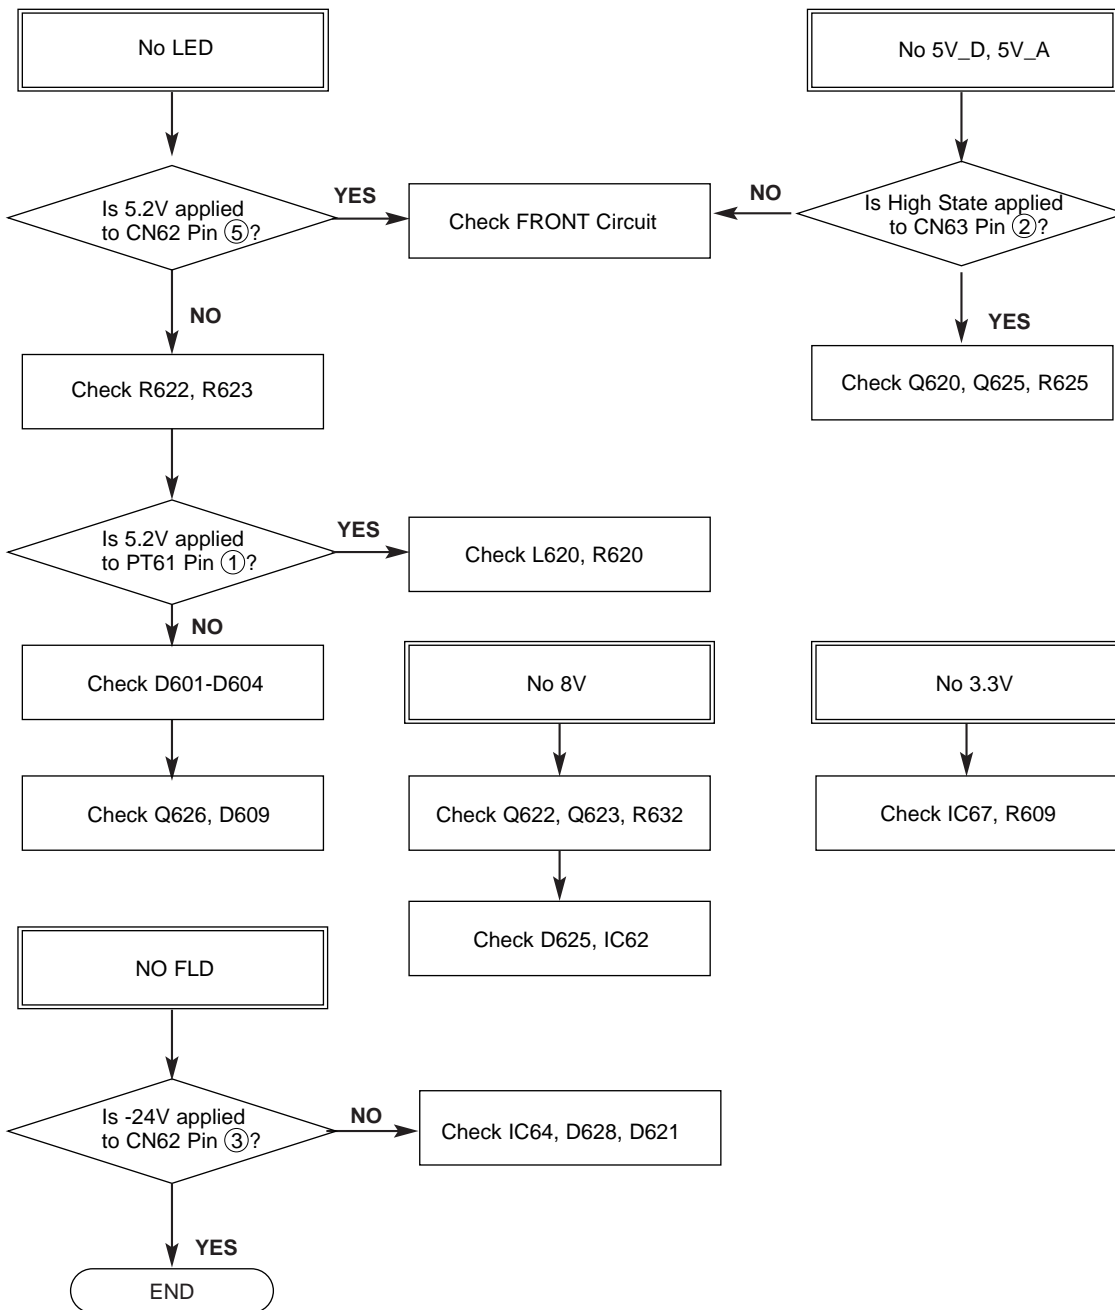 No LED
Is 5.2V applied
to CN62 Pin ⑤?
YES
Check FRONT Circuit
NO
Check R622, R623
Is 5.2V applied
to PT61 Pin ①?
YES
Check L620, R620
NO
Check D601-D604
Check Q626, D609
No 5V_D, 5V_A
Is High State applied
to CN63 Pin ②?
NO
YES
Check Q620, Q625, R625
No 8V
Check Q622, Q623, R632
Check D625, IC62
No 3.3V
Check IC67, R609
NO FLD
Is -24V applied
to CN62 Pin ③?
NO
Check IC64, D628, D621
YES
END